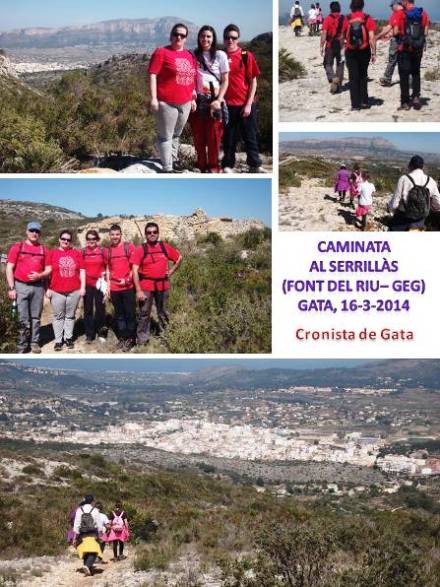 CAMINATA
AL SERRILLÀS
(FONT DEL RIU– GEG)
GATA, 16-3-2014
Cronista de Gata